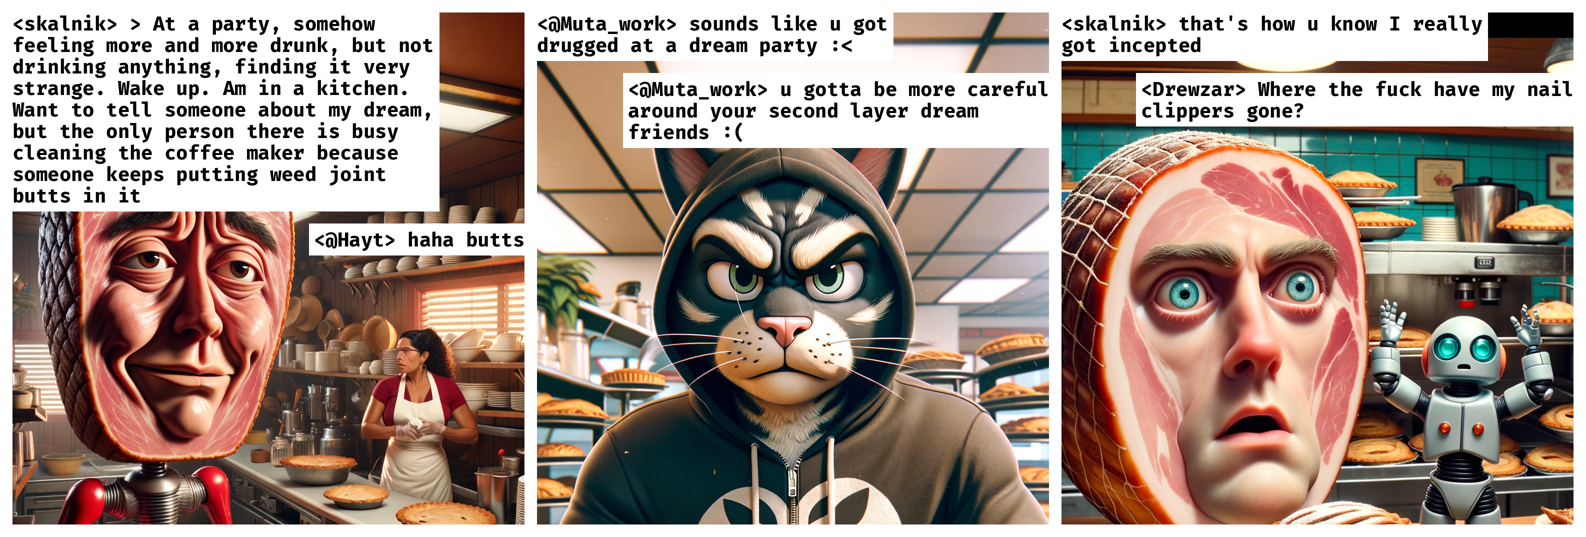 <skalnik> > At a party, somehow
feeling more and more drunk, but not
drinking anything, finding it very
strange. Wake up. Am in a kitchen.
Want to tell someone about my dream,
but the only person there is busy
cleaning the coffee maker because
someone keeps putting weed joint
butts in it
<@Hayt> haha butts
<@Muta_work> sounds like u got
drugged at a dream party :<
<@Muta_work> u gotta be more careful
around your second layer dream
friends :(
<skalnik> that's how u know I really
got incepted
<Drewzar> Where the fuck have my nail
clippers gone?